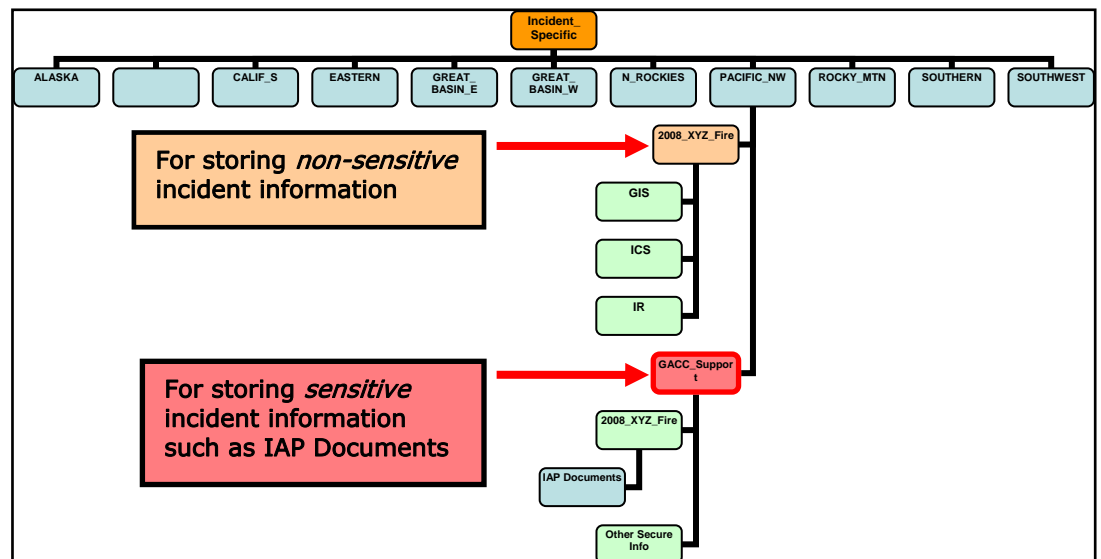 Incident_
Specific
ALASKA
CALIF_S
EASTERN
GREAT_
BASIN_E
GREAT_
BASIN_W
N_ROCKIES
PACIFIC_NW
ROCKY_MTN
SOUTHERN
SOUTHWEST
For storing non-sensitive
incident information
2008_XYZ_Fire
GIS
ICS
IR
For storing sensitive
incident information
such as IAP Documents
GACC_Suppor
t
2008_XYZ_Fire
IAP Documents
Other Secure
Info